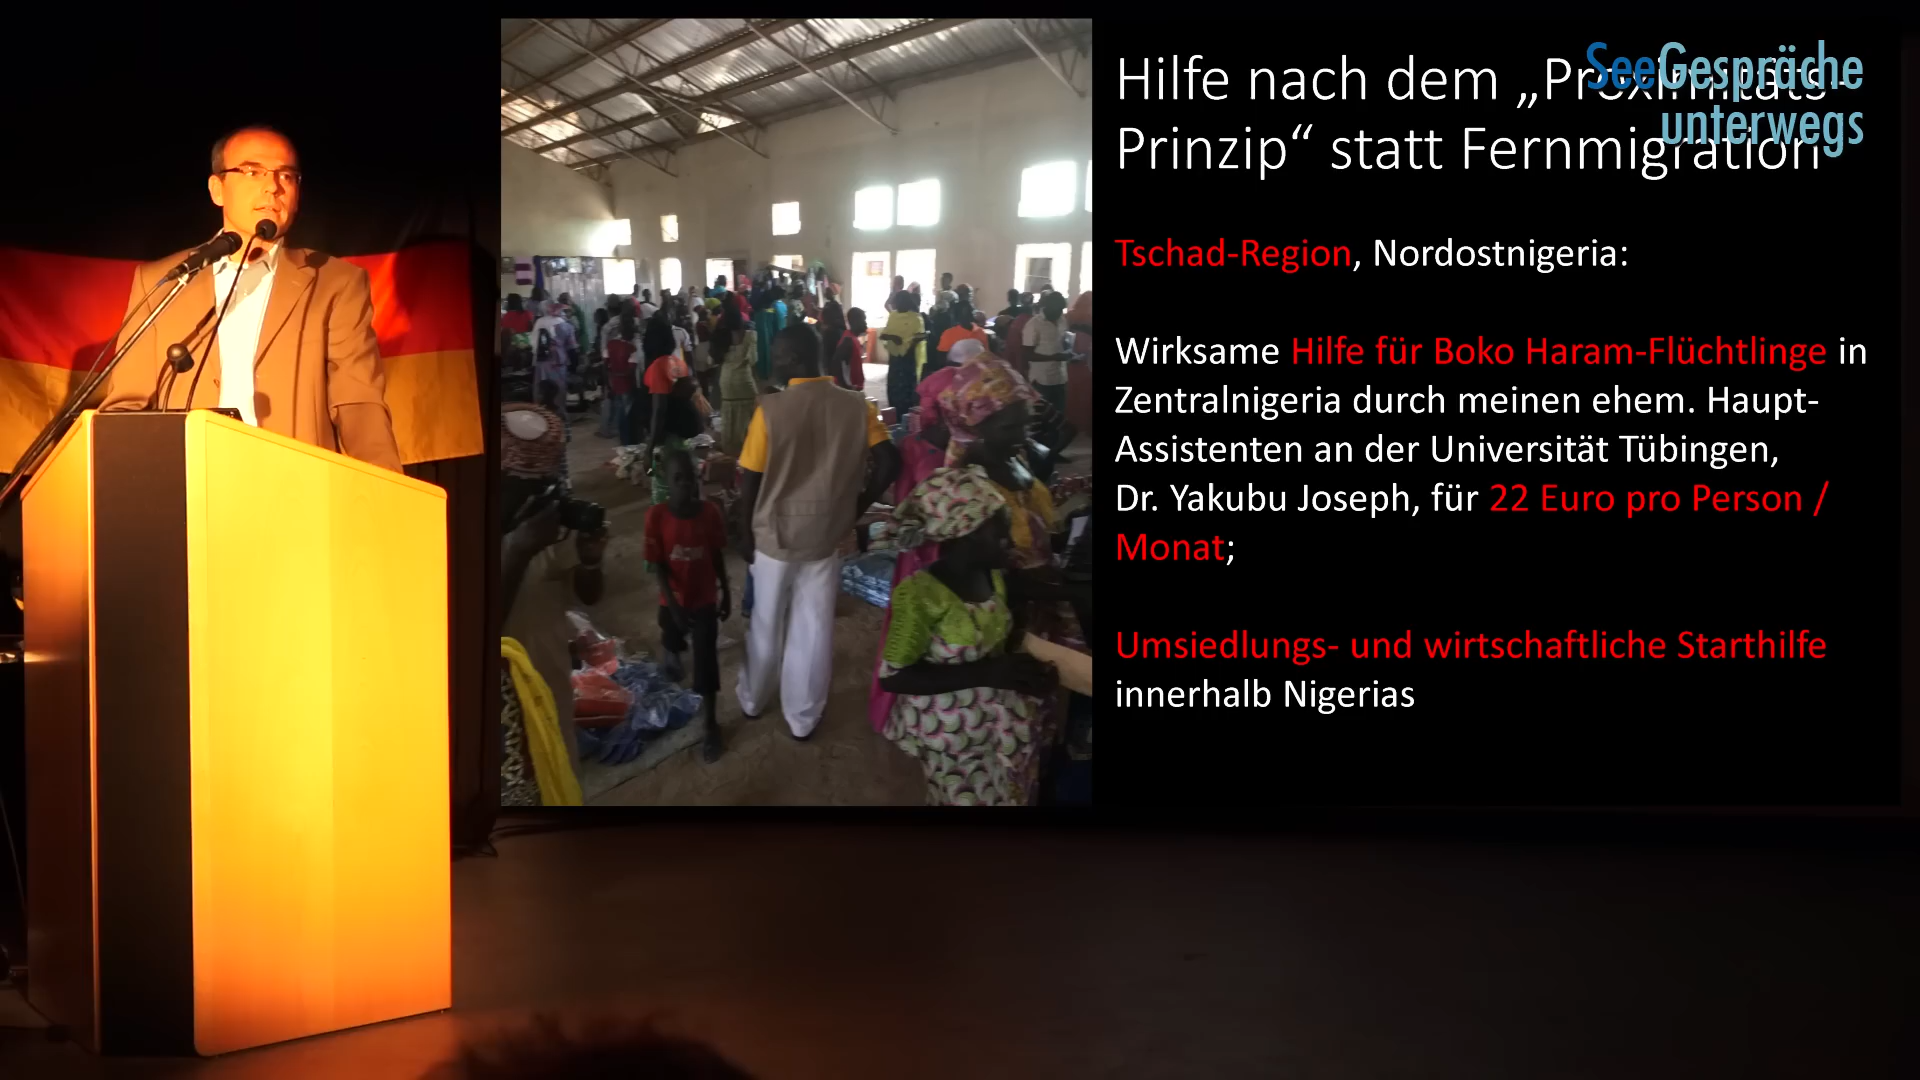 Hilfe nach dem „Proximitäts-
Prinzip“ statt Fernmigration
SeeGespräche
unterwegs
Tschad-Region, Nordostnigeria:
Wirksame Hilfe für Boko Haram-Flüchtlinge in
Zentralnigeria durch meinen ehem. Haupt-
Assistenten an der Universität Tübingen,
Dr. Yakubu Joseph, für 22 Euro pro Person /
Monat;
Umsiedlungs- und wirtschaftliche Starthilfe
innerhalb Nigerias